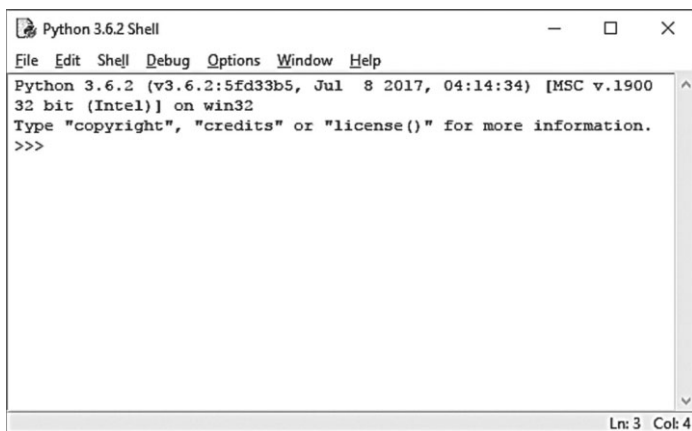 Python 3.6.2 Shell
File Edit Shell Debug Options Window Help
Python 3.6.2 (v3.6.2:5fd33b5, Jul  8 2017, 04:14:34) [MSC v.1900
32 bit (Intel)] on win32
Type "copyright", "credits" or "license()" for more information.
>>>
Ln: 3 Col: 4